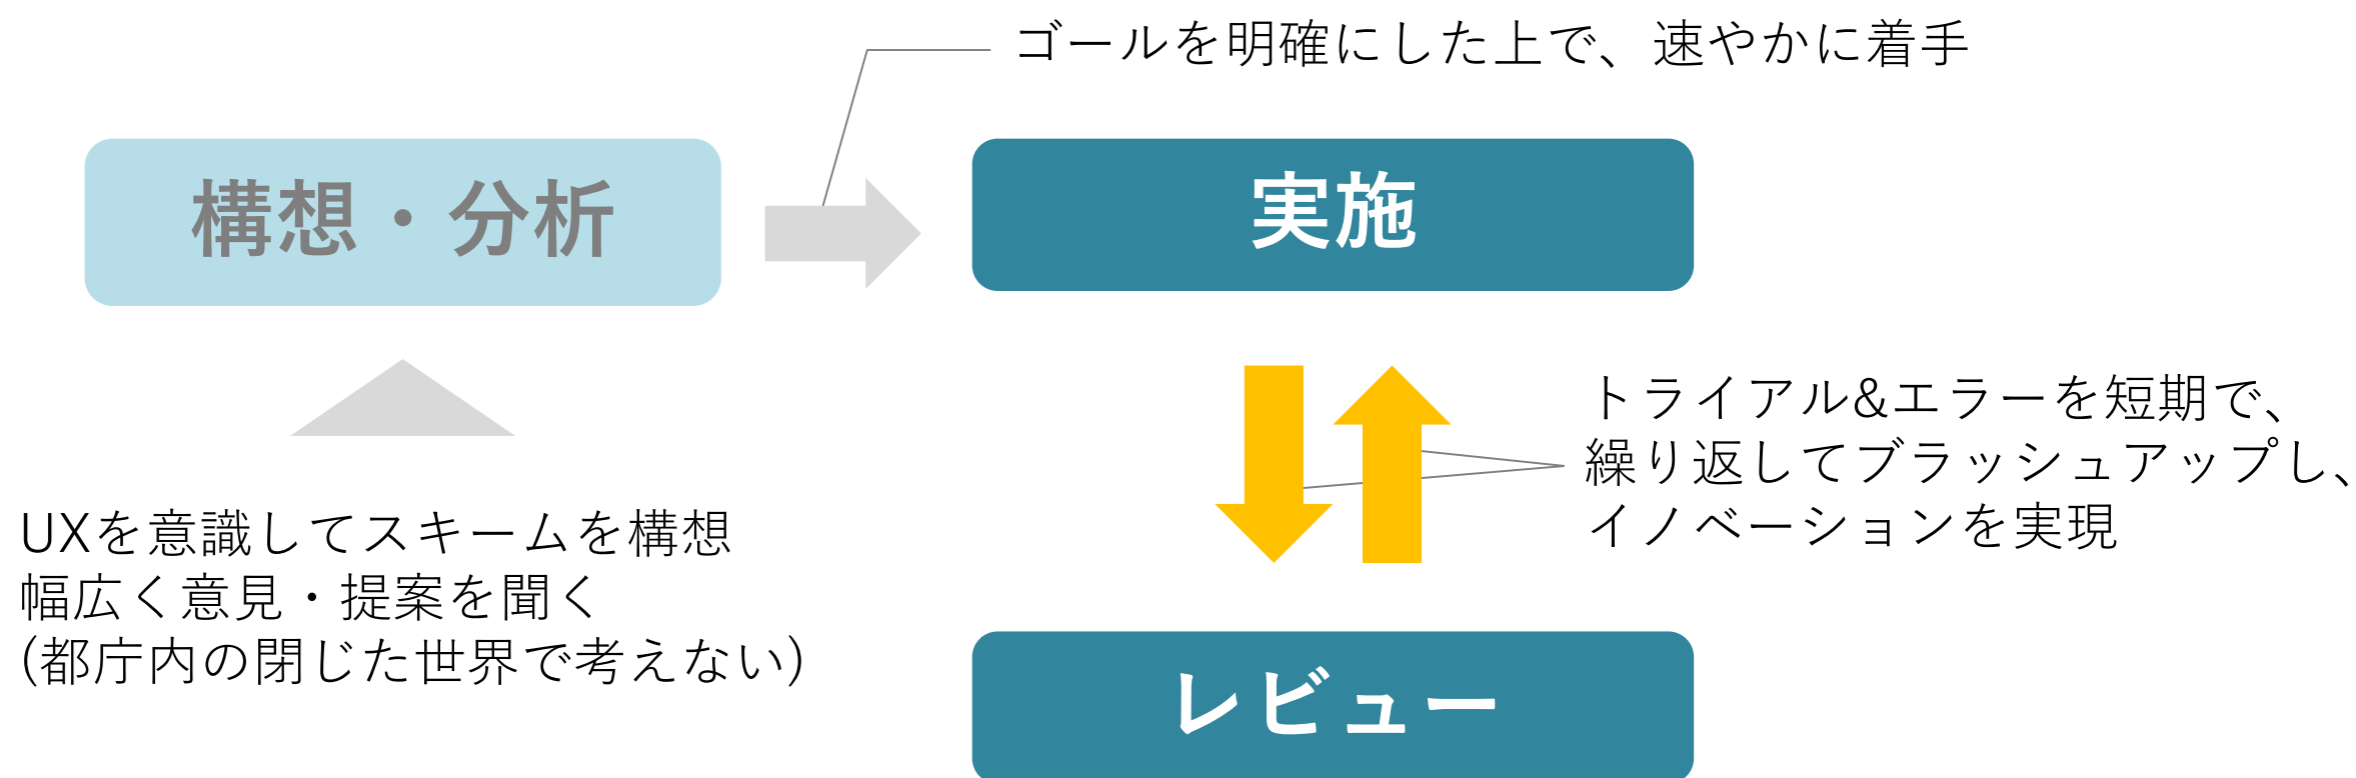 ゴールを明確にした上で、速やかに着手
構想・分析
実施
トライアル&エラーを短期で、
繰り返してブラッシュアップし、
イノベーションを実現
UXを意識してスキームを構想
幅広く意見・提案を聞く
(都庁内の閉じた世界で考えない)
レビュー